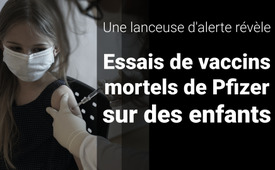 Une lanceuse d'alerte révèle
Essais de vaccins
mortels de Pfizer
sur des enfants